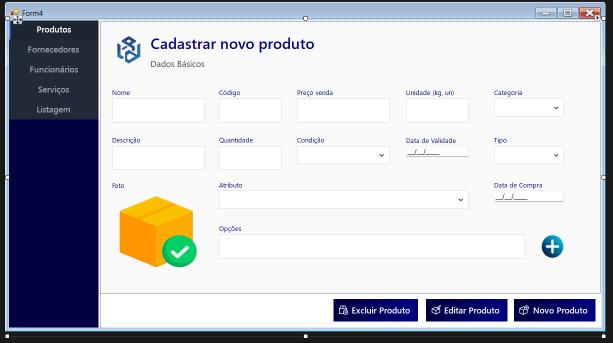 Form4
Produtos
Fornecedores
Funcionários
Serviços
Listagem
Cadastrar novo produto
Dados Básicos
Nome
Código
Preço venda
Unidade (kg, un)
Categoria
Descrição
Quantidade
Condição
Data de Validade
__/__/____
Tipo
Foto
Atributo
Data de Compra
__/__/____
Opções
Excluir Produto
Editar Produto
Novo Produto